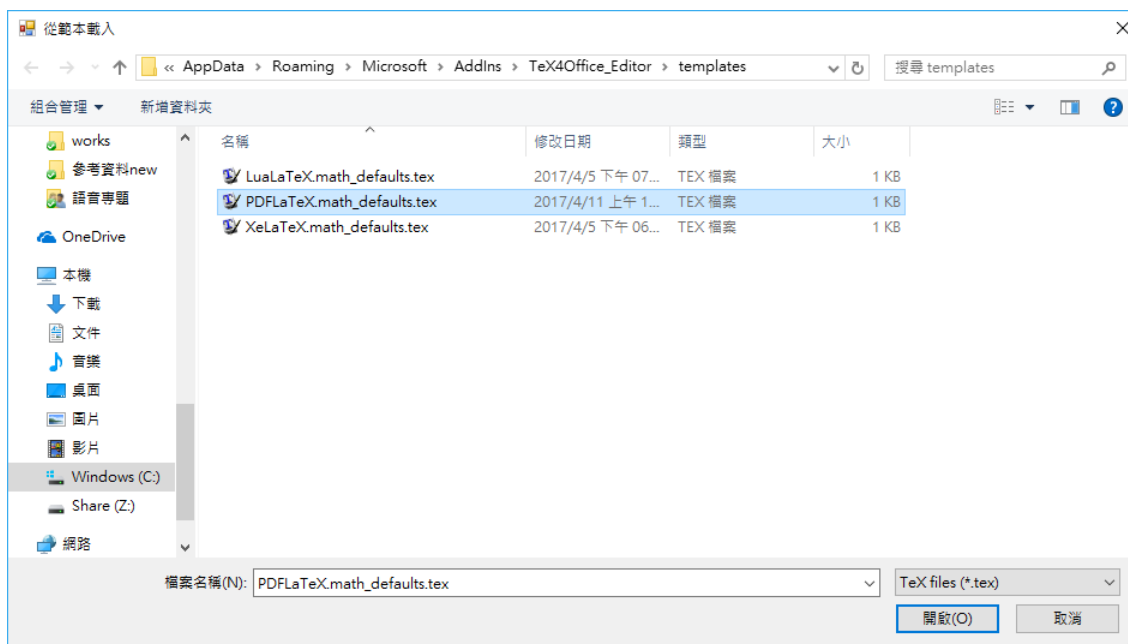 從範本載入
« AppData › Roaming › Microsoft › AddIns › TeX4Office_Editor › templates
搜尋 templates
組合管理 新增資料夾
名稱 修改日期 類型 大小
works
參考資料new
語音專題
OneDrive
本機
下載
文件
音樂
桌面
圖片
影片
Windows (C:)
Share (Z:)
網路
LuaLaTeX.math_defaults.tex 2017/4/5 下午 07... TEX 檔案 1 KB
PDFLaTeX.math_defaults.tex 2017/4/11 上午 1... TEX 檔案 1 KB
XeLaTeX.math_defaults.tex 2017/4/5 下午 06... TEX 檔案 1 KB
檔案名稱(N): PDFLaTeX.math_defaults.tex TeX files (*.tex)
開啟(O) 取消